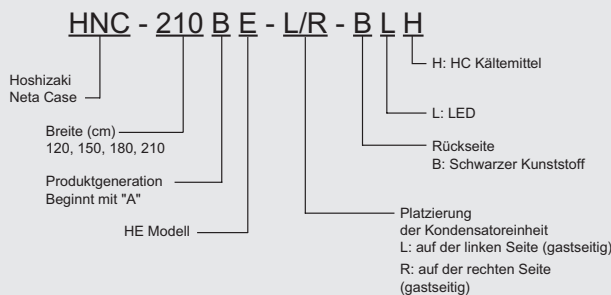 HNC - 210 B E - L/R - B L H
Hoshizaki
Neta Case
Breite (cm)
120, 150, 180, 210
Produktgeneration
Beginnt mit "A"
HE Modell
H: HC Kältemittel
L: LED
Rückseite
B: Schwarzer Kunststoff
Platzierung
der Kondensatoreinheit
L: auf der linken Seite (gastseitig)
R: auf der rechten Seite
(gastseitig)